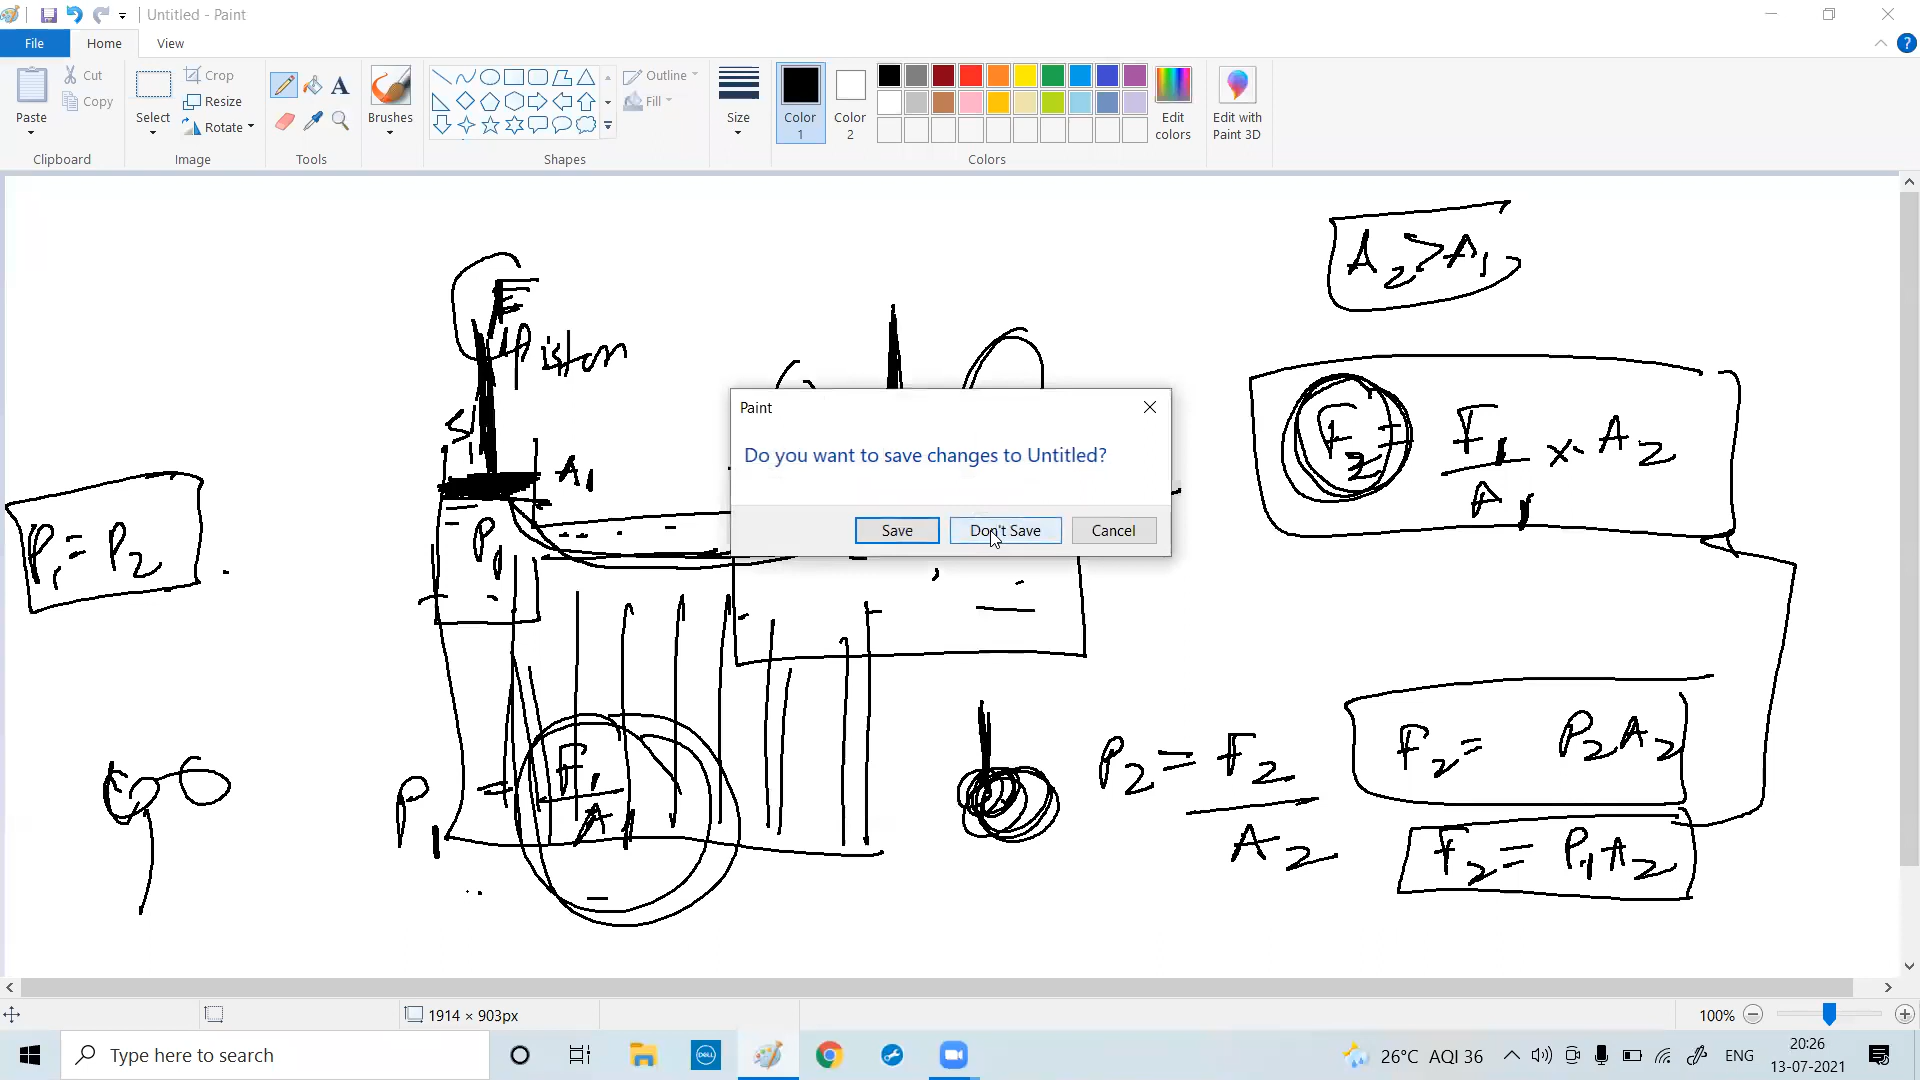 Untitled - Paint
File
Home
View
Paste
Cut
Copy
Clipboard
Select
Crop
Resize
Rotate
Image
A
Tools
Brushes
Outline
Fill
Shapes
Size
Color
1
Color
2
Edit
colors
Colors
Edit with
Paint 3D
A2 > A1
Piston
A1
P1
P1 = P2
F2 = F1/A1 × A2
Paint
Do you want to save changes to Untitled?
Save
Don't Save
Cancel
P1 = F1/A1
P2 = F2/A2
F2 = P2A2
F2 = P1A2
1914 × 903px
100%
Type here to search
DELL
26°C AQI 36
ENG
20:26
13-07-2021